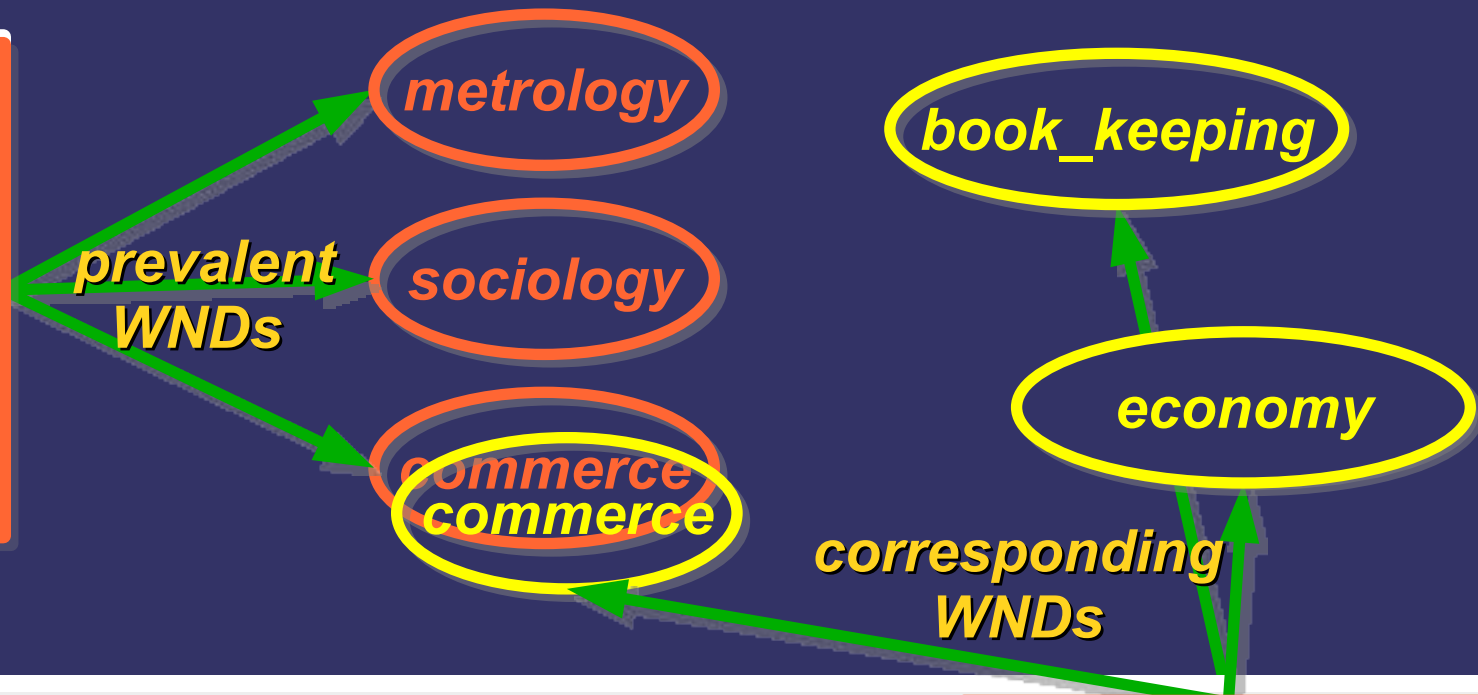 metrology
book_keeping
prevalent
WNDs
sociology
economy
commerce
commerce
corresponding
WNDs